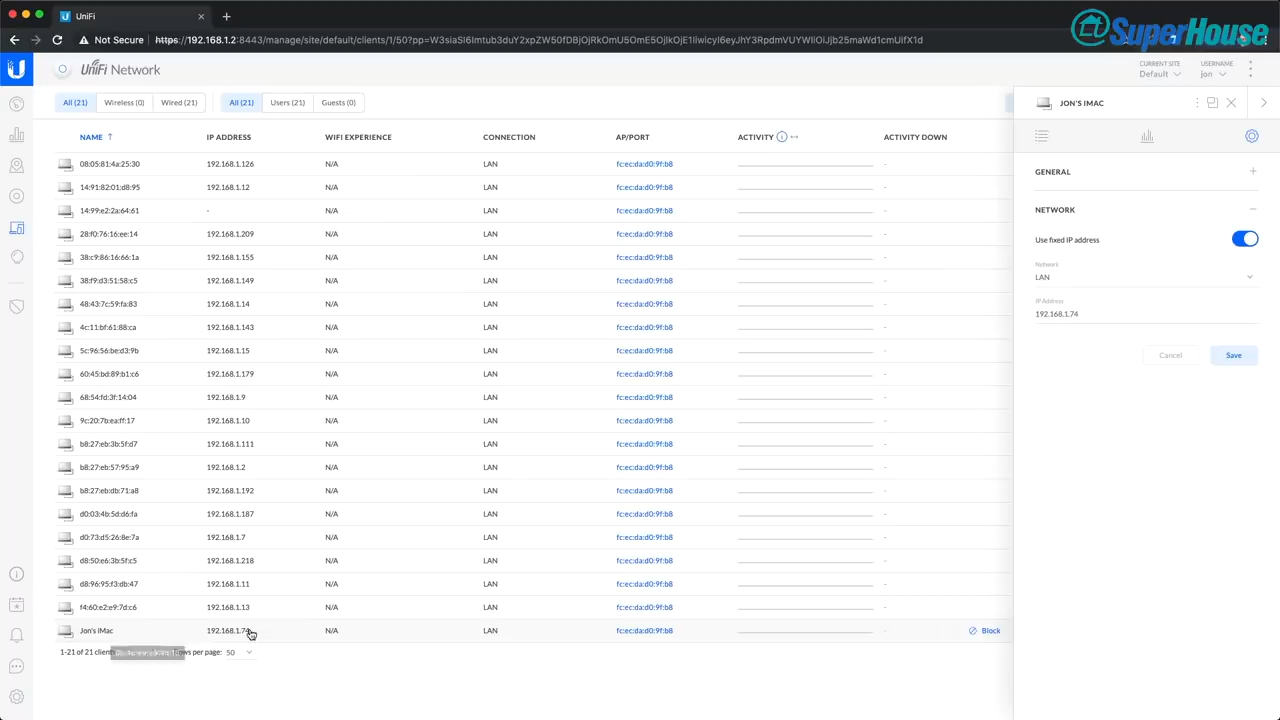 UniFi
Not Secure https://192.168.1.2:8443/manage/site/default/clients/1/50?pp=
SuperHouse
UniFi Network
CURRENT SITE
Default
USERNAME
jon
All (21) Wireless (0) Wired (21) All (21) Users (21) Guests (0)
JON'S IMAC
NAME IP ADDRESS WIFI EXPERIENCE CONNECTION AP/PORT ACTIVITY ACTIVITY DOWN
08:05:81:4a:25:30 192.168.1.126 N/A LAN fc:ec:da:d0:9f:b8 -
14:91:82:01:d8:95 192.168.1.12 N/A LAN fc:ec:da:d0:9f:b8 -
14:99:e2:2a:64:61 - N/A LAN fc:ec:da:d0:9f:b8 -
28:f0:76:16:ee:14 192.168.1.209 N/A LAN fc:ec:da:d0:9f:b8 -
38:c9:86:16:66:1a 192.168.1.155 N/A LAN fc:ec:da:d0:9f:b8 -
38:f9:d3:51:58:c5 192.168.1.149 N/A LAN fc:ec:da:d0:9f:b8 -
48:43:7c:59:fa:83 192.168.1.14 N/A LAN fc:ec:da:d0:9f:b8 -
4c:11:bf:61:88:ca 192.168.1.143 N/A LAN fc:ec:da:d0:9f:b8 -
5c:96:56:be:d3:9b 192.168.1.15 N/A LAN fc:ec:da:d0:9f:b8 -
60:45:bd:89:b1:c6 192.168.1.179 N/A LAN fc:ec:da:d0:9f:b8 -
68:54:fd:3f:14:04 192.168.1.9 N/A LAN fc:ec:da:d0:9f:b8 -
9c:20:7b:ea:ff:17 192.168.1.10 N/A LAN fc:ec:da:d0:9f:b8 -
b8:27:eb:3b:5f:d7 192.168.1.111 N/A LAN fc:ec:da:d0:9f:b8 -
b8:27:eb:57:95:a9 192.168.1.2 N/A LAN fc:ec:da:d0:9f:b8 -
b8:27:eb:db:71:a8 192.168.1.192 N/A LAN fc:ec:da:d0:9f:b8 -
d0:03:4b:5d:d6:fa 192.168.1.187 N/A LAN fc:ec:da:d0:9f:b8 -
d0:73:d5:26:8e:7a 192.168.1.7 N/A LAN fc:ec:da:d0:9f:b8 -
d8:50:e6:3b:5f:c5 192.168.1.218 N/A LAN fc:ec:da:d0:9f:b8 -
d8:96:95:f3:db:47 192.168.1.11 N/A LAN fc:ec:da:d0:9f:b8 -
f4:60:e2:e9:7d:c6 192.168.1.13 N/A LAN fc:ec:da:d0:9f:b8 -
Jon's iMac 192.168.1.74 N/A LAN fc:ec:da:d0:9f:b8 - Block
1-21 of 21 clients rows per page: 50
GENERAL
NETWORK
Use fixed IP address
Network
LAN
IP Address
192.168.1.74
Cancel Save